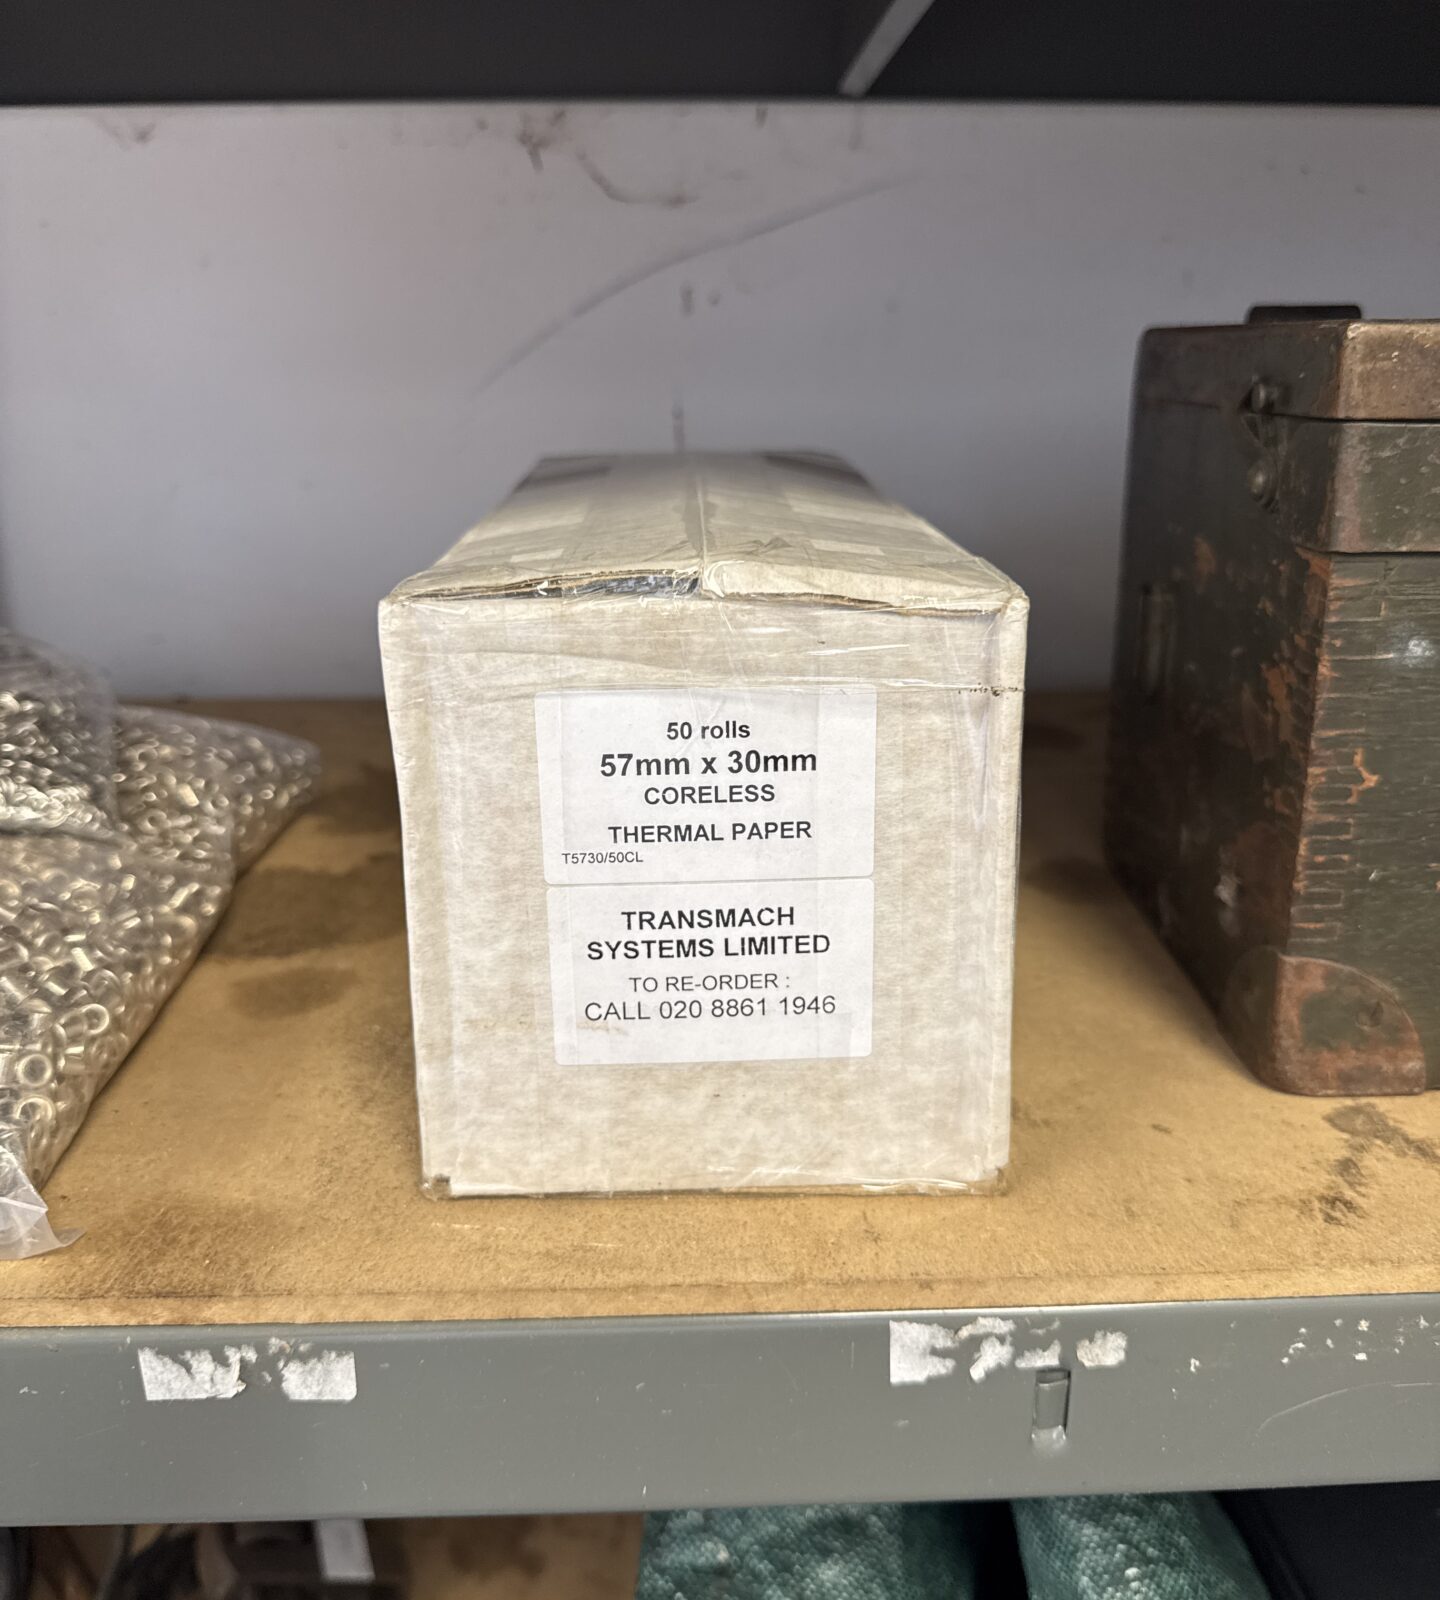 50 rolls
57mm x 30mm
CORELESS
THERMAL PAPER
T5730/50CL
TRANSMACH
SYSTEMS LIMITED
TO RE-ORDER :
CALL 020 8861 1946